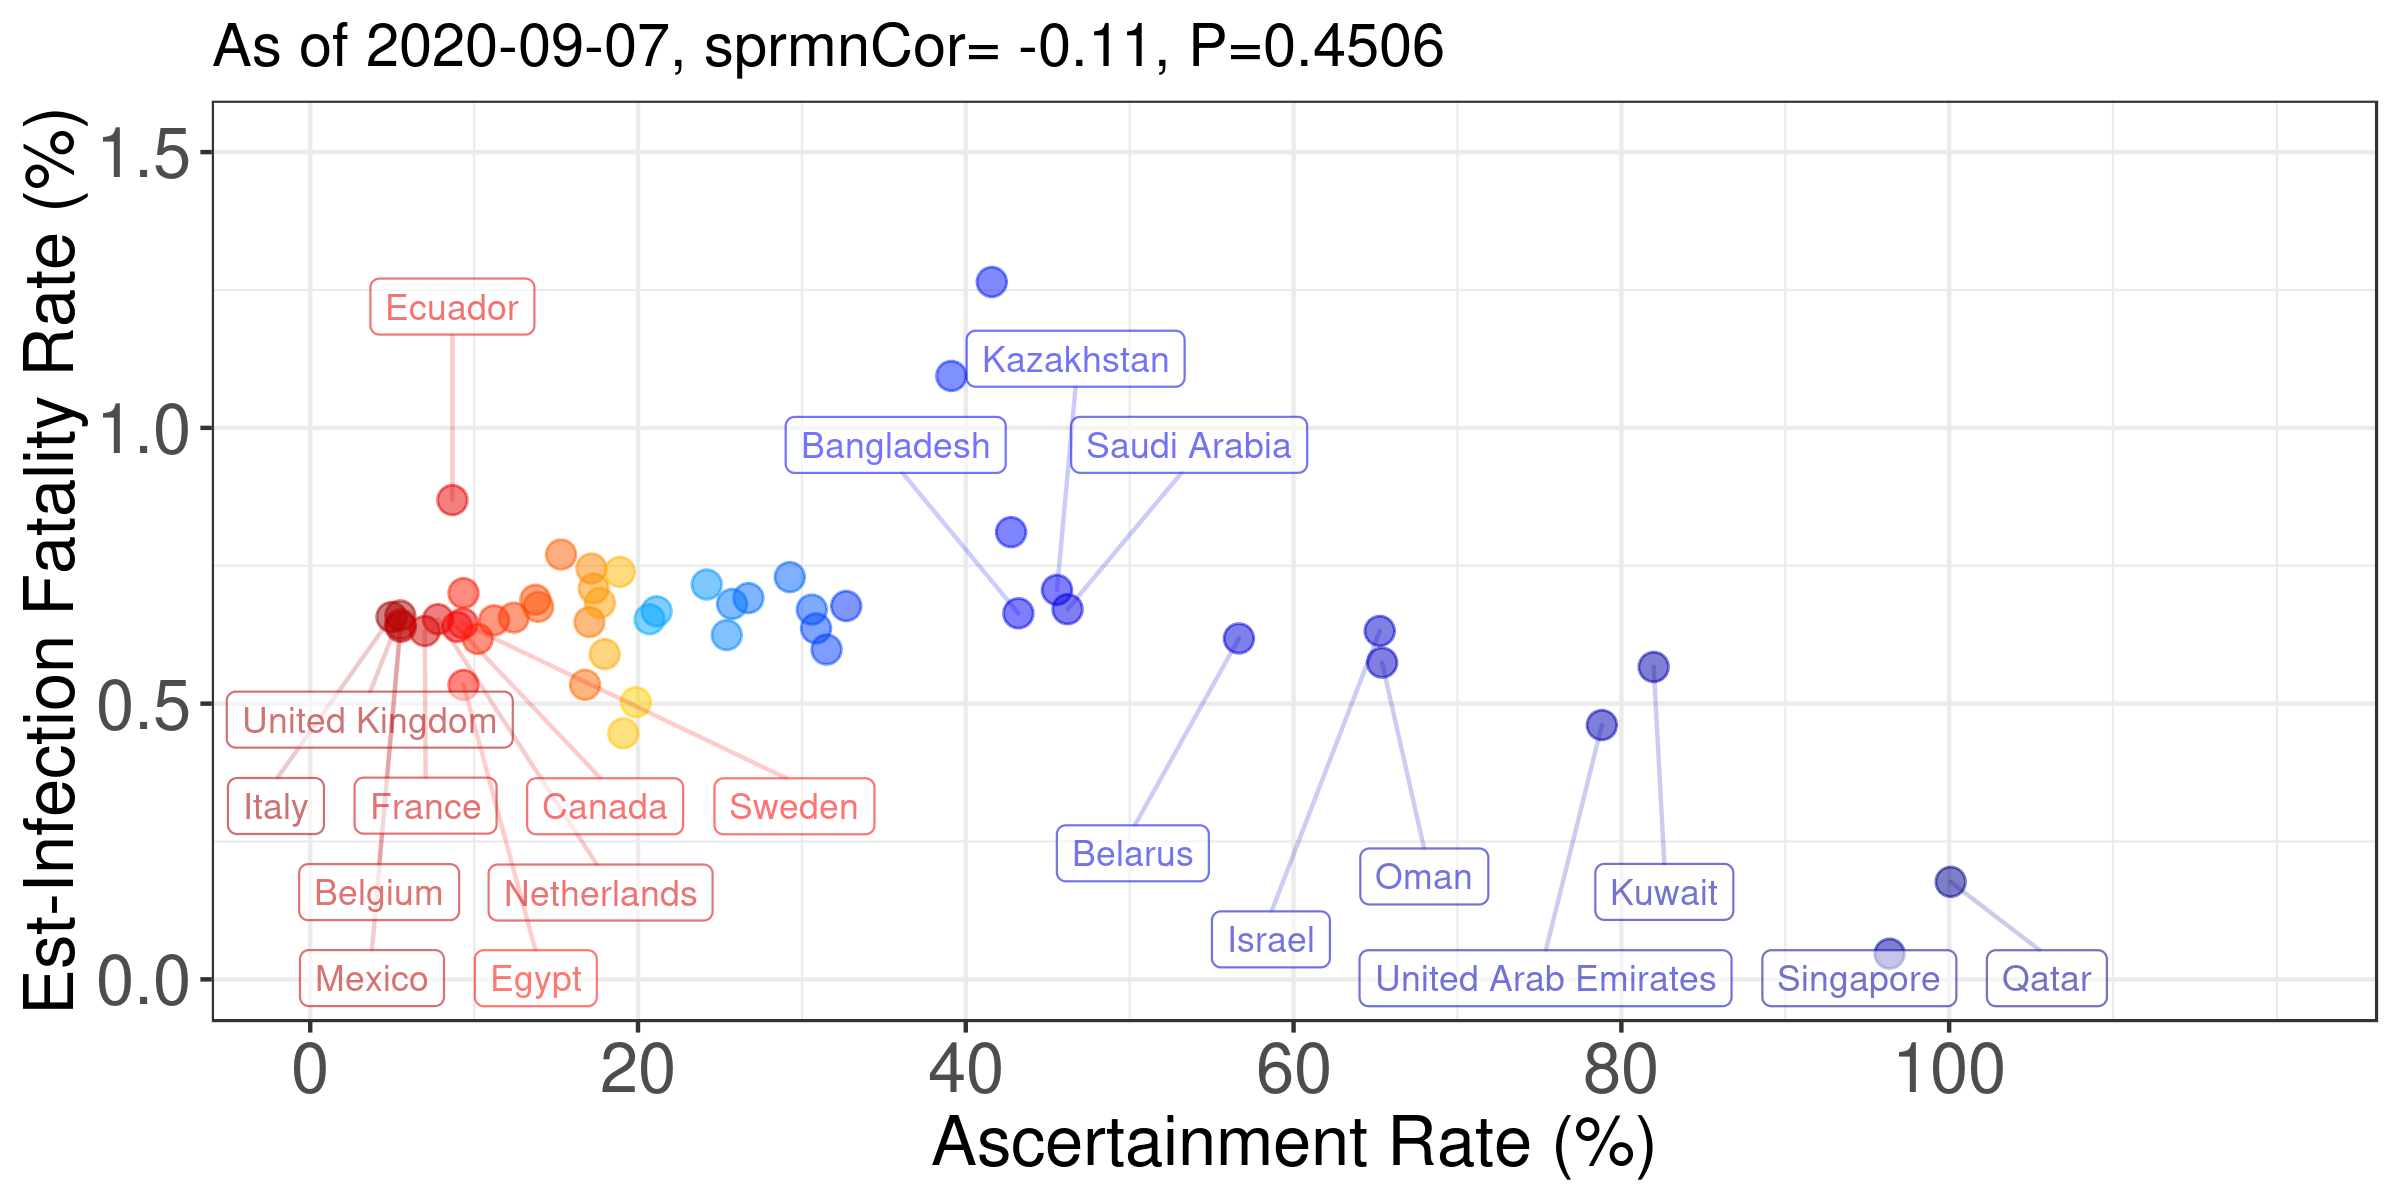 As of 2020-09-07, sprmnCor= -0.11, P=0.4506
Est-Infection Fatality Rate (%)
1.5
1.0
0.5
0.0
Ecuador
Kazakhstan
Bangladesh
Saudi Arabia
United Kingdom
Italy
France
Canada
Sweden
Belarus
Oman
Belgium
Netherlands
Kuwait
Israel
Mexico
Egypt
United Arab Emirates
Singapore
Qatar
0
20
40
60
80
100
Ascertainment Rate (%)